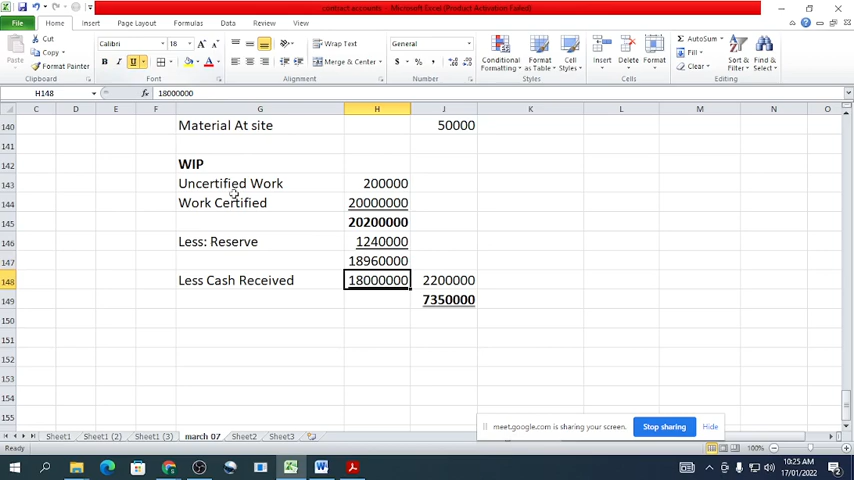 contract accounts - Microsoft Excel (Product Activation Failed)
File Home Insert Page Layout Formulas Data Review View
Cut Calibri 18 Wrap Text General AutoSum
Copy Fill
Paste Format Painter Merge & Center Conditional Formatting Format as Table Cell Styles Insert Delete Format Clear Sort & Filter Find & Select
Clipboard Font Alignment Number Styles Cells Editing
H148 fx 18000000
C D E F G H J K L M N O
140 Material At site 50000
141
142 WIP
143 Uncertified Work 200000
144 Work Certified 20000000
145 20200000
146 Less: Reserve 1240000
147 18960000
148 Less Cash Received 18000000 2200000
149 7350000
150
151
152
153
154
155
meet.google.com is sharing your screen. Stop sharing Hide
Sheet1 Sheet1 (2) Sheet1 (3) march 07 Sheet2 Sheet3
Ready 100%
10:25 AM
17/01/2022
2